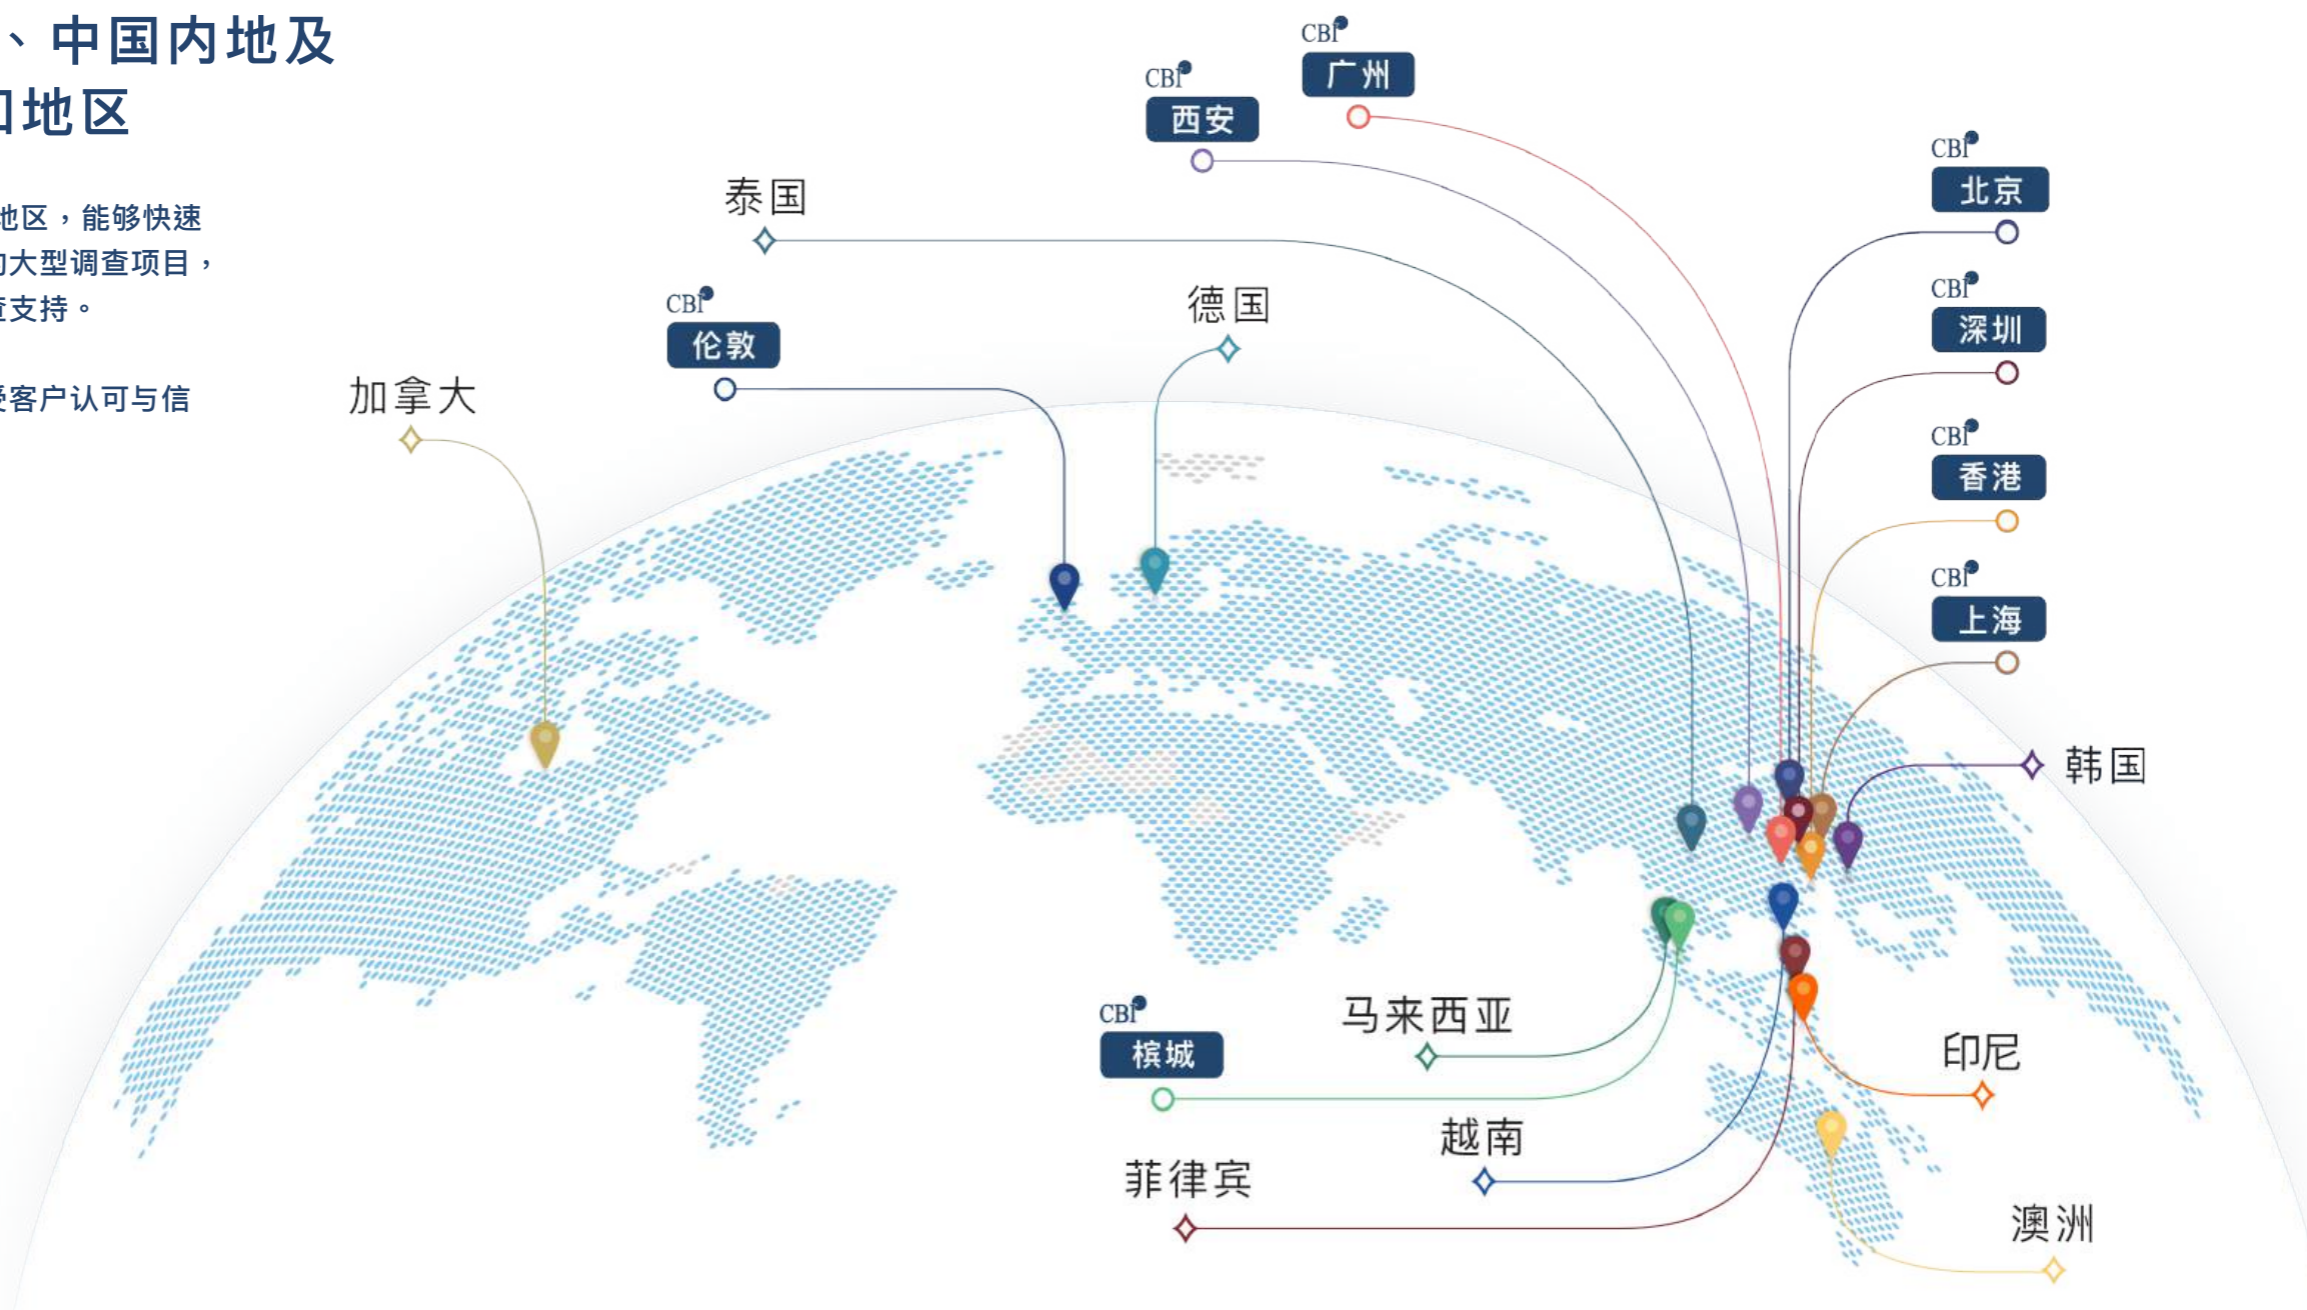 、中国内地及
地区
地区，能够快速
大型调查项目，
支持。
客户认可与信
CBI
广州
CBI
西安
CBI
北京
泰国
CBI
深圳
CBI
伦敦
德国
加拿大
CBI
香港
CBI
上海
韩国
CBI
槟城
马来西亚
印尼
越南
菲律宾
澳洲